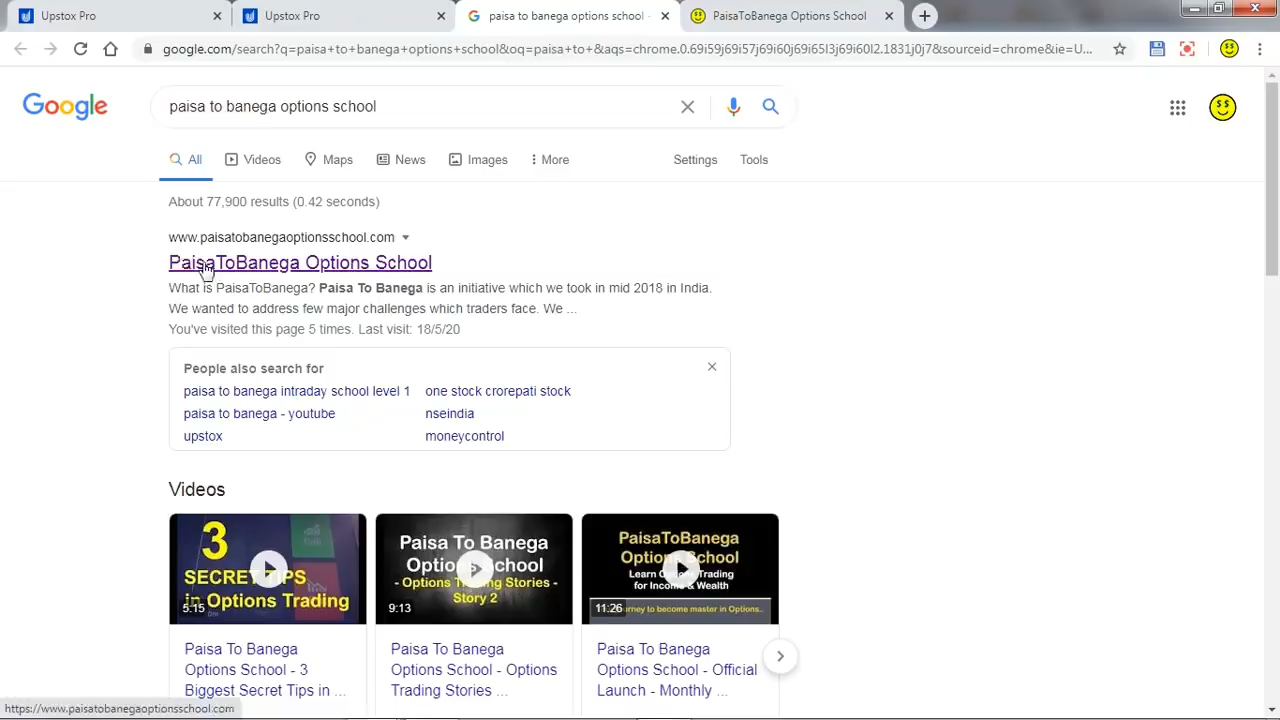 Upstox Pro
Upstox Pro
paisa to banega options school -
PaisaToBanega Options School
google.com/search?q=paisa+to+banega+options+school&oq=paisa+to+&aqs=chrome.0.69i59j69i57j69i60j69i65l3j69i60l2.1831j0j7&sourceid=chrome&ie=U...
Google
paisa to banega options school
All
Videos
Maps
News
Images
More
Settings
Tools
About 77,900 results (0.42 seconds)
www.paisatobanegaoptionsschool.com
PaisaToBanega Options School
What is PaisaToBanega? Paisa To Banega is an initiative which we took in mid 2018 in India.
We wanted to address few major challenges which traders face. We ...
You've visited this page 5 times. Last visit: 18/5/20
People also search for
paisa to banega intraday school level 1
one stock crorepati stock
paisa to banega - youtube
nseindia
upstox
moneycontrol
Videos
3
SECRET TIPS
in Options Trading
5:15
Paisa To Banega
Options School
- Options Trading Stories -
Story 2
9:13
PaisaToBanega
Options School
Learn Options Trading
for Income & Wealth
11:26
journey to become master in Options..
Paisa To Banega
Options School - 3
Biggest Secret Tips in ...
Paisa To Banega
Options School - Options
Trading Stories ...
Paisa To Banega
Options School - Official
Launch - Monthly ...
https://www.paisatobanegaoptionsschool.com